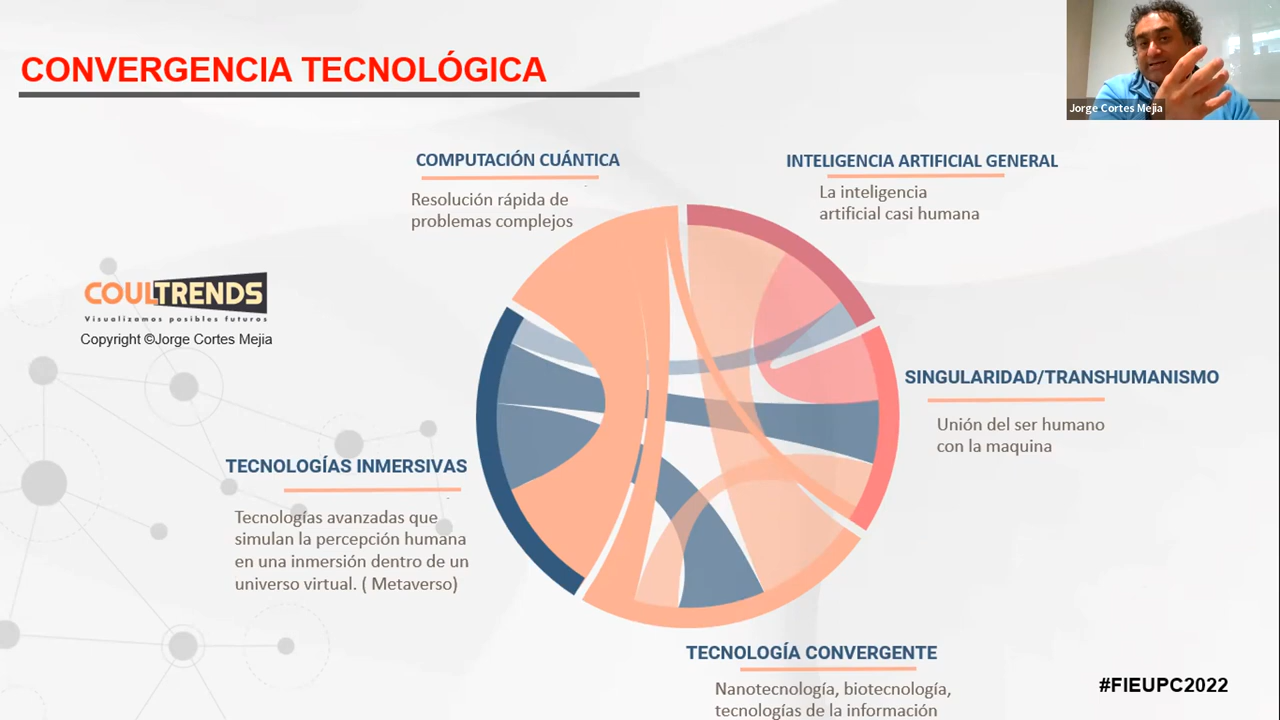 CONVERGENCIA TECNOLÓGICA
Jorge Cortes Mejia
COMPUTACIÓN CUÁNTICA
Resolución rápida de
problemas complejos
INTELIGENCIA ARTIFICIAL GENERAL
La inteligencia
artificial casi humana
COULTRENDS
Visualizamos posibles futuros
Copyright ©Jorge Cortes Mejia
SINGULARIDAD/TRANSHUMANISMO
Unión del ser humano
con la maquina
TECNOLOGÍAS INMERSIVAS
Tecnologías avanzadas que
simulan la percepción humana
en una inmersión dentro de un
universo virtual. ( Metaverso)
TECNOLOGÍA CONVERGENTE
Nanotecnología, biotecnología,
tecnologías de la información
#FIEUPC2022